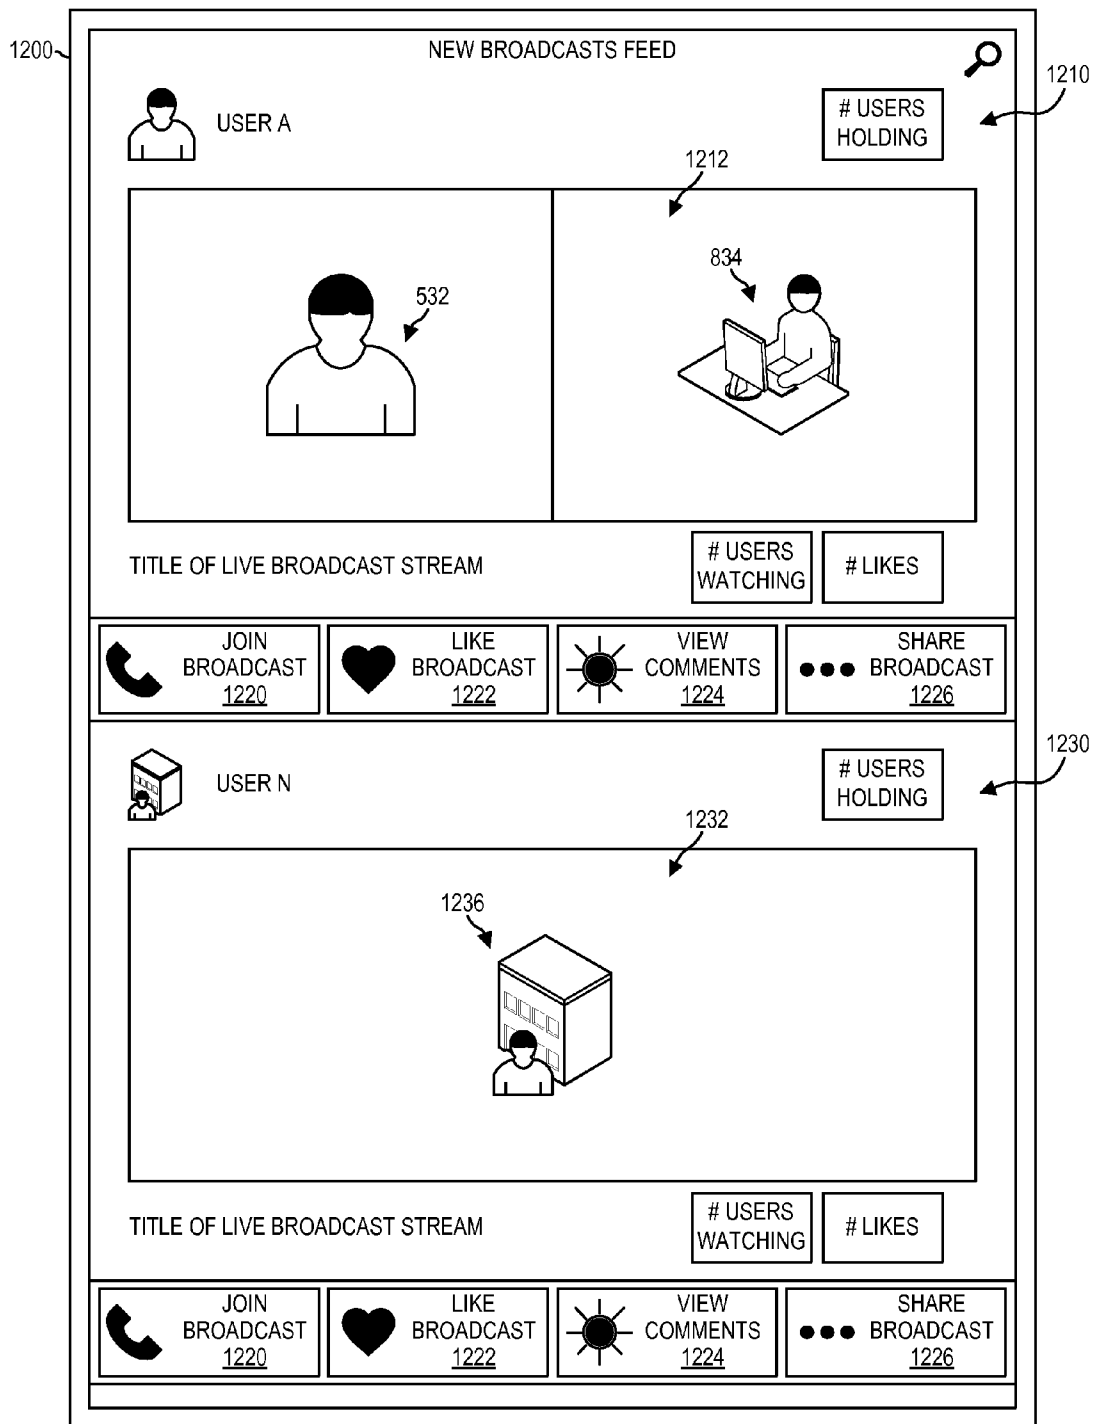 1200
NEW BROADCASTS FEED
1210
USER A
# USERS
HOLDING
1212
834
532
TITLE OF LIVE BROADCAST STREAM
# USERS
WATCHING
# LIKES
JOIN
BROADCAST
1220
LIKE
BROADCAST
1222
VIEW
COMMENTS
1224
SHARE
BROADCAST
1226
1230
USER N
# USERS
HOLDING
1232
1236
TITLE OF LIVE BROADCAST STREAM
# USERS
WATCHING
# LIKES
JOIN
BROADCAST
1220
LIKE
BROADCAST
1222
VIEW
COMMENTS
1224
SHARE
BROADCAST
1226